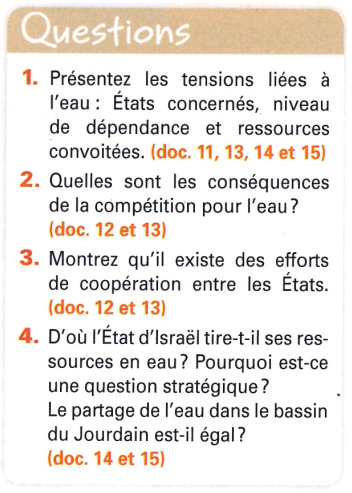 Questions
1. Présentez les tensions liées à
l'eau : États concernés, niveau
de dépendance et ressources
convoitées. (doc. 11, 13, 14 et 15)
2. Quelles sont les conséquences
de la compétition pour l'eau ?
(doc. 12 et 13)
3. Montrez qu'il existe des efforts
de coopération entre les États.
(doc. 12 et 13)
4. D'où l'État d'Israël tire-t-il ses res-
sources en eau ? Pourquoi est-ce
une question stratégique ?
Le partage de l'eau dans le bassin
du Jourdain est-il égal ?
(doc. 14 et 15)